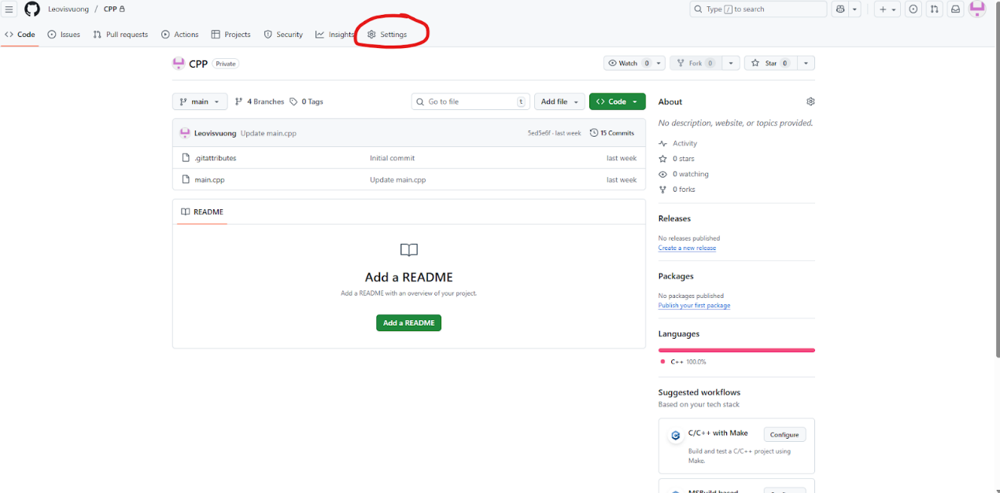 Leovisvuong / CPP
Type / to search
Code Issues Pull requests Actions Projects Security Insights Settings
CPP Private
Watch 0 Fork 0 Star 0
main 4 Branches 0 Tags
Go to file t Add file Code
Leovisvuong Update main.cpp 5ed5e6f · last week 15 Commits
.gitattributes Initial commit last week
main.cpp Update main.cpp last week
README
Add a README
Add a README with an overview of your project.
Add a README
About
No description, website, or topics provided.
Activity
0 stars
0 watching
0 forks
Releases
No releases published
Create a new release
Packages
No packages published
Publish your first package
Languages
C++ 100.0%
Suggested workflows
Based on your tech stack
C/C++ with Make Configure
Build and test a C/C++ project using
Make.
MSBuild based